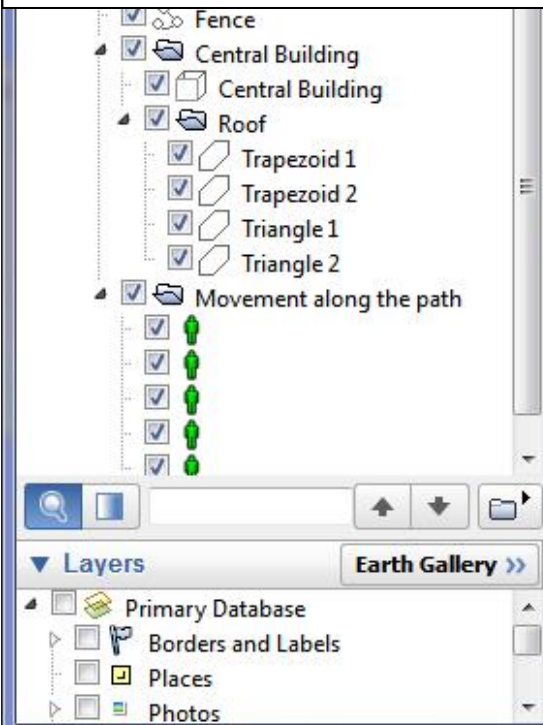 Fence
Central Building
Central Building
Roof
Trapezoid 1
Trapezoid 2
Triangle 1
Triangle 2
Movement along the path
Layers
Earth Gallery >>
Primary Database
Borders and Labels
Places
Photos